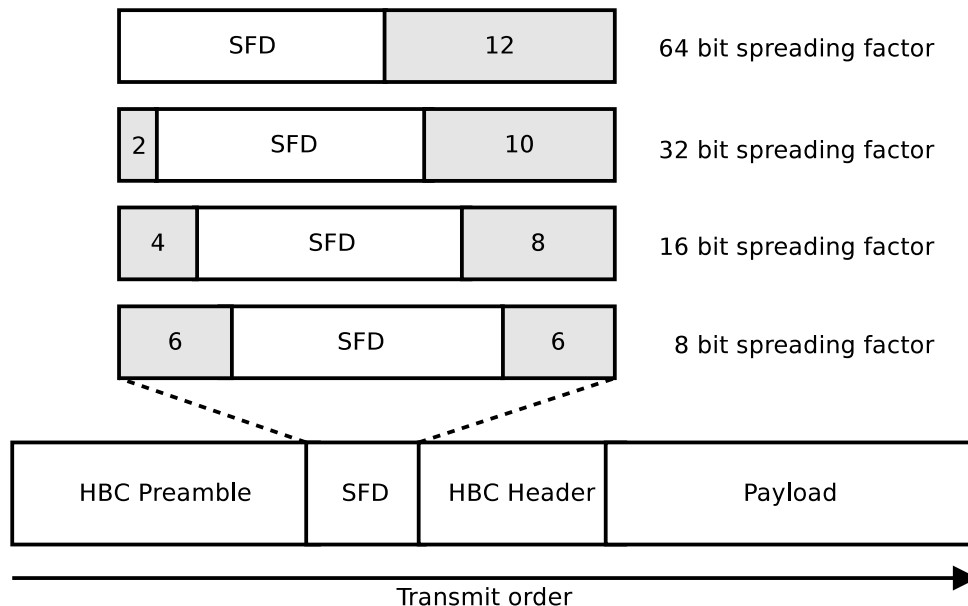 SFD 12 64 bit spreading factor
2 SFD 10 32 bit spreading factor
4 SFD 8 16 bit spreading factor
6 SFD 6 8 bit spreading factor
HBC Preamble SFD HBC Header Payload
Transmit order